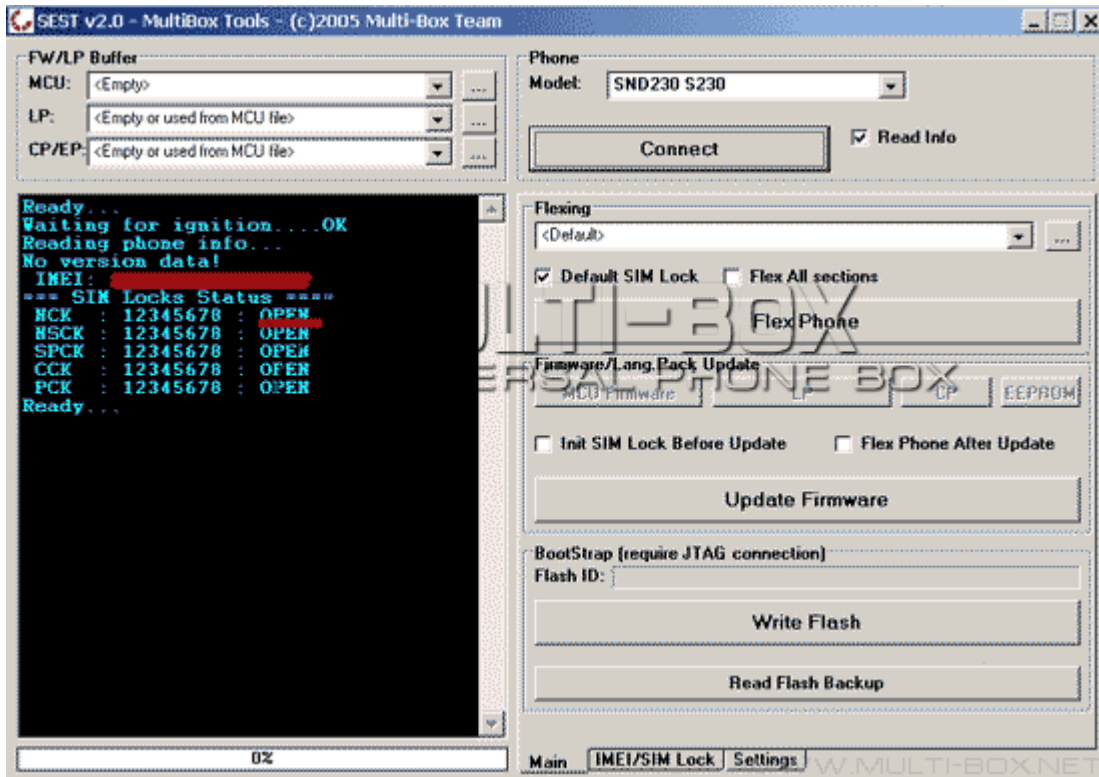 SEST v2.0 - MultiBox Tools - (c)2005 Multi-Box Team
FW/LP Buffer
MCU: <Empty> ...
LP: <Empty or used from MCU file> ...
CP/EP: <Empty or used from MCU file> ...
Phone
Model: SND230 S230
Connect
Read Info
Ready...
Waiting for ignition....OK
Reading phone info...
No version data!
IMEI:
=== SIM Locks Status ====
NCK : 12345678 : OPEN
NSCK : 12345678 : OPEN
SPCK : 12345678 : OPEN
CCK : 12345678 : OPEN
PCK : 12345678 : OPEN
Ready...
0%
Flexing
<Default> ...
Default SIM Lock Flex All sections
Flex Phone
Firmware/Lang.Pack Update
MCU Firmware LP CP EEPROM
Init SIM Lock Before Update Flex Phone After Update
Update Firmware
BootStrap (require JTAG connection)
Flash ID:
Write Flash
Read Flash Backup
Main IMEI/SIM Lock Settings
ULTI-BOX
ERSAL PHONE BOX
WWW.MULTI-BOX.NET